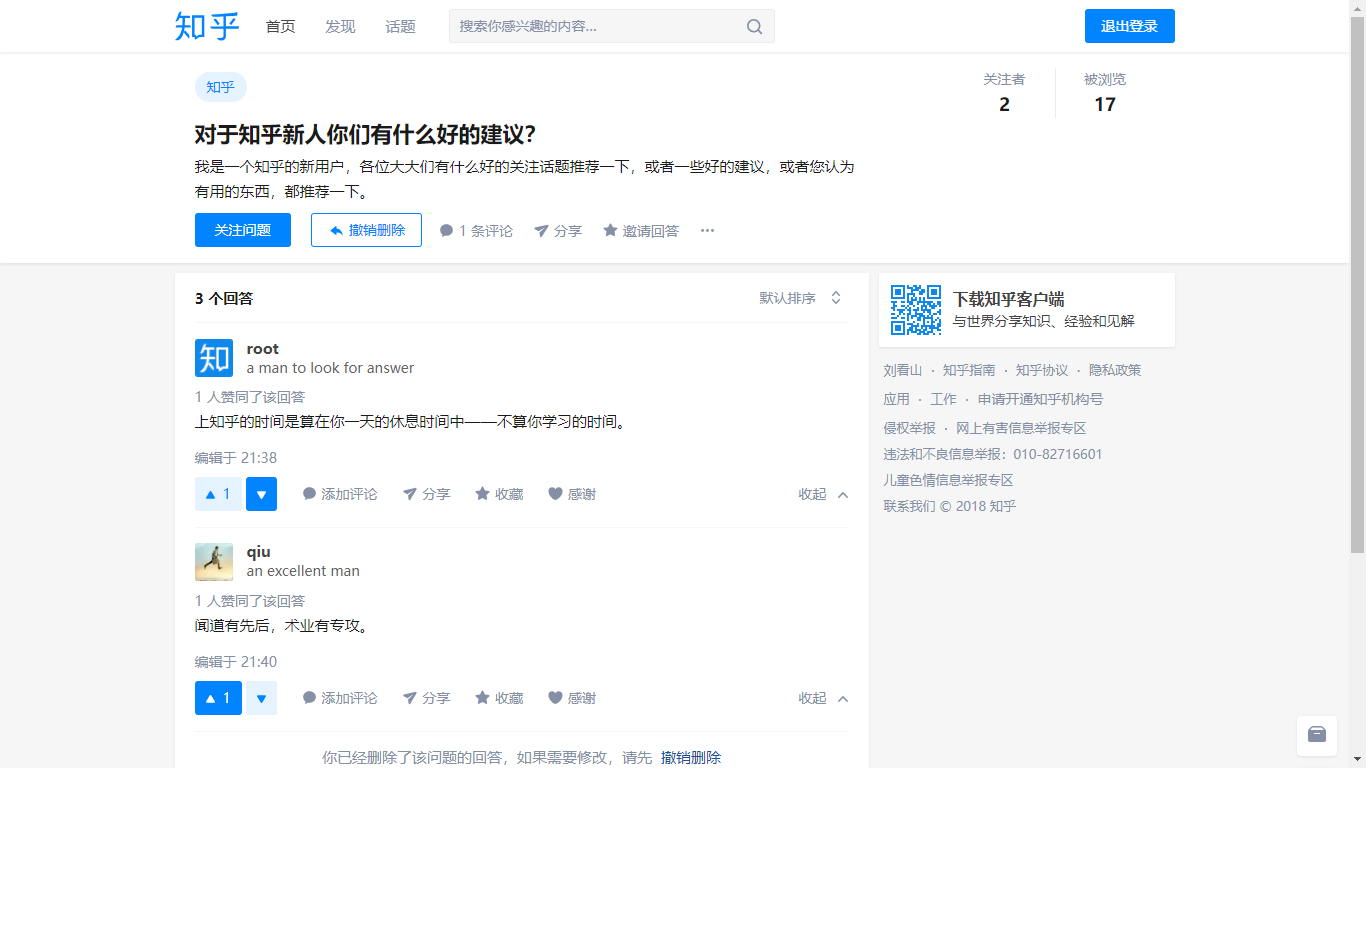 知乎 首页 发现 话题 搜索你感兴趣的内容... 退出登录
知乎
关注者 被浏览
2 17
对于知乎新人你们有什么好的建议？
我是一个知乎的新用户，各位大大们有什么好的关注话题推荐一下，或者一些好的建议，或者您认为
有用的东西，都推荐一下。
关注问题 撤销删除 1 条评论 分享 邀请回答 ···
3 个回答 默认排序
知
root
a man to look for answer
1 人赞同了该回答
上知乎的时间是算在你一天的休息时间中——不算你学习的时间。
编辑于 21:38
1 添加评论 分享 收藏 感谢 收起
qiu
an excellent man
1 人赞同了该回答
闻道有先后，术业有专攻。
编辑于 21:40
1 添加评论 分享 收藏 感谢 收起
你已经删除了该问题的回答，如果需要修改，请先 撤销删除
下载知乎客户端
与世界分享知识、经验和见解
刘看山 · 知乎指南 · 知乎协议 · 隐私政策
应用 · 工作 · 申请开通知乎机构号
侵权举报 · 网上有害信息举报专区
违法和不良信息举报：010-82716601
儿童色情信息举报专区
联系我们 © 2018 知乎